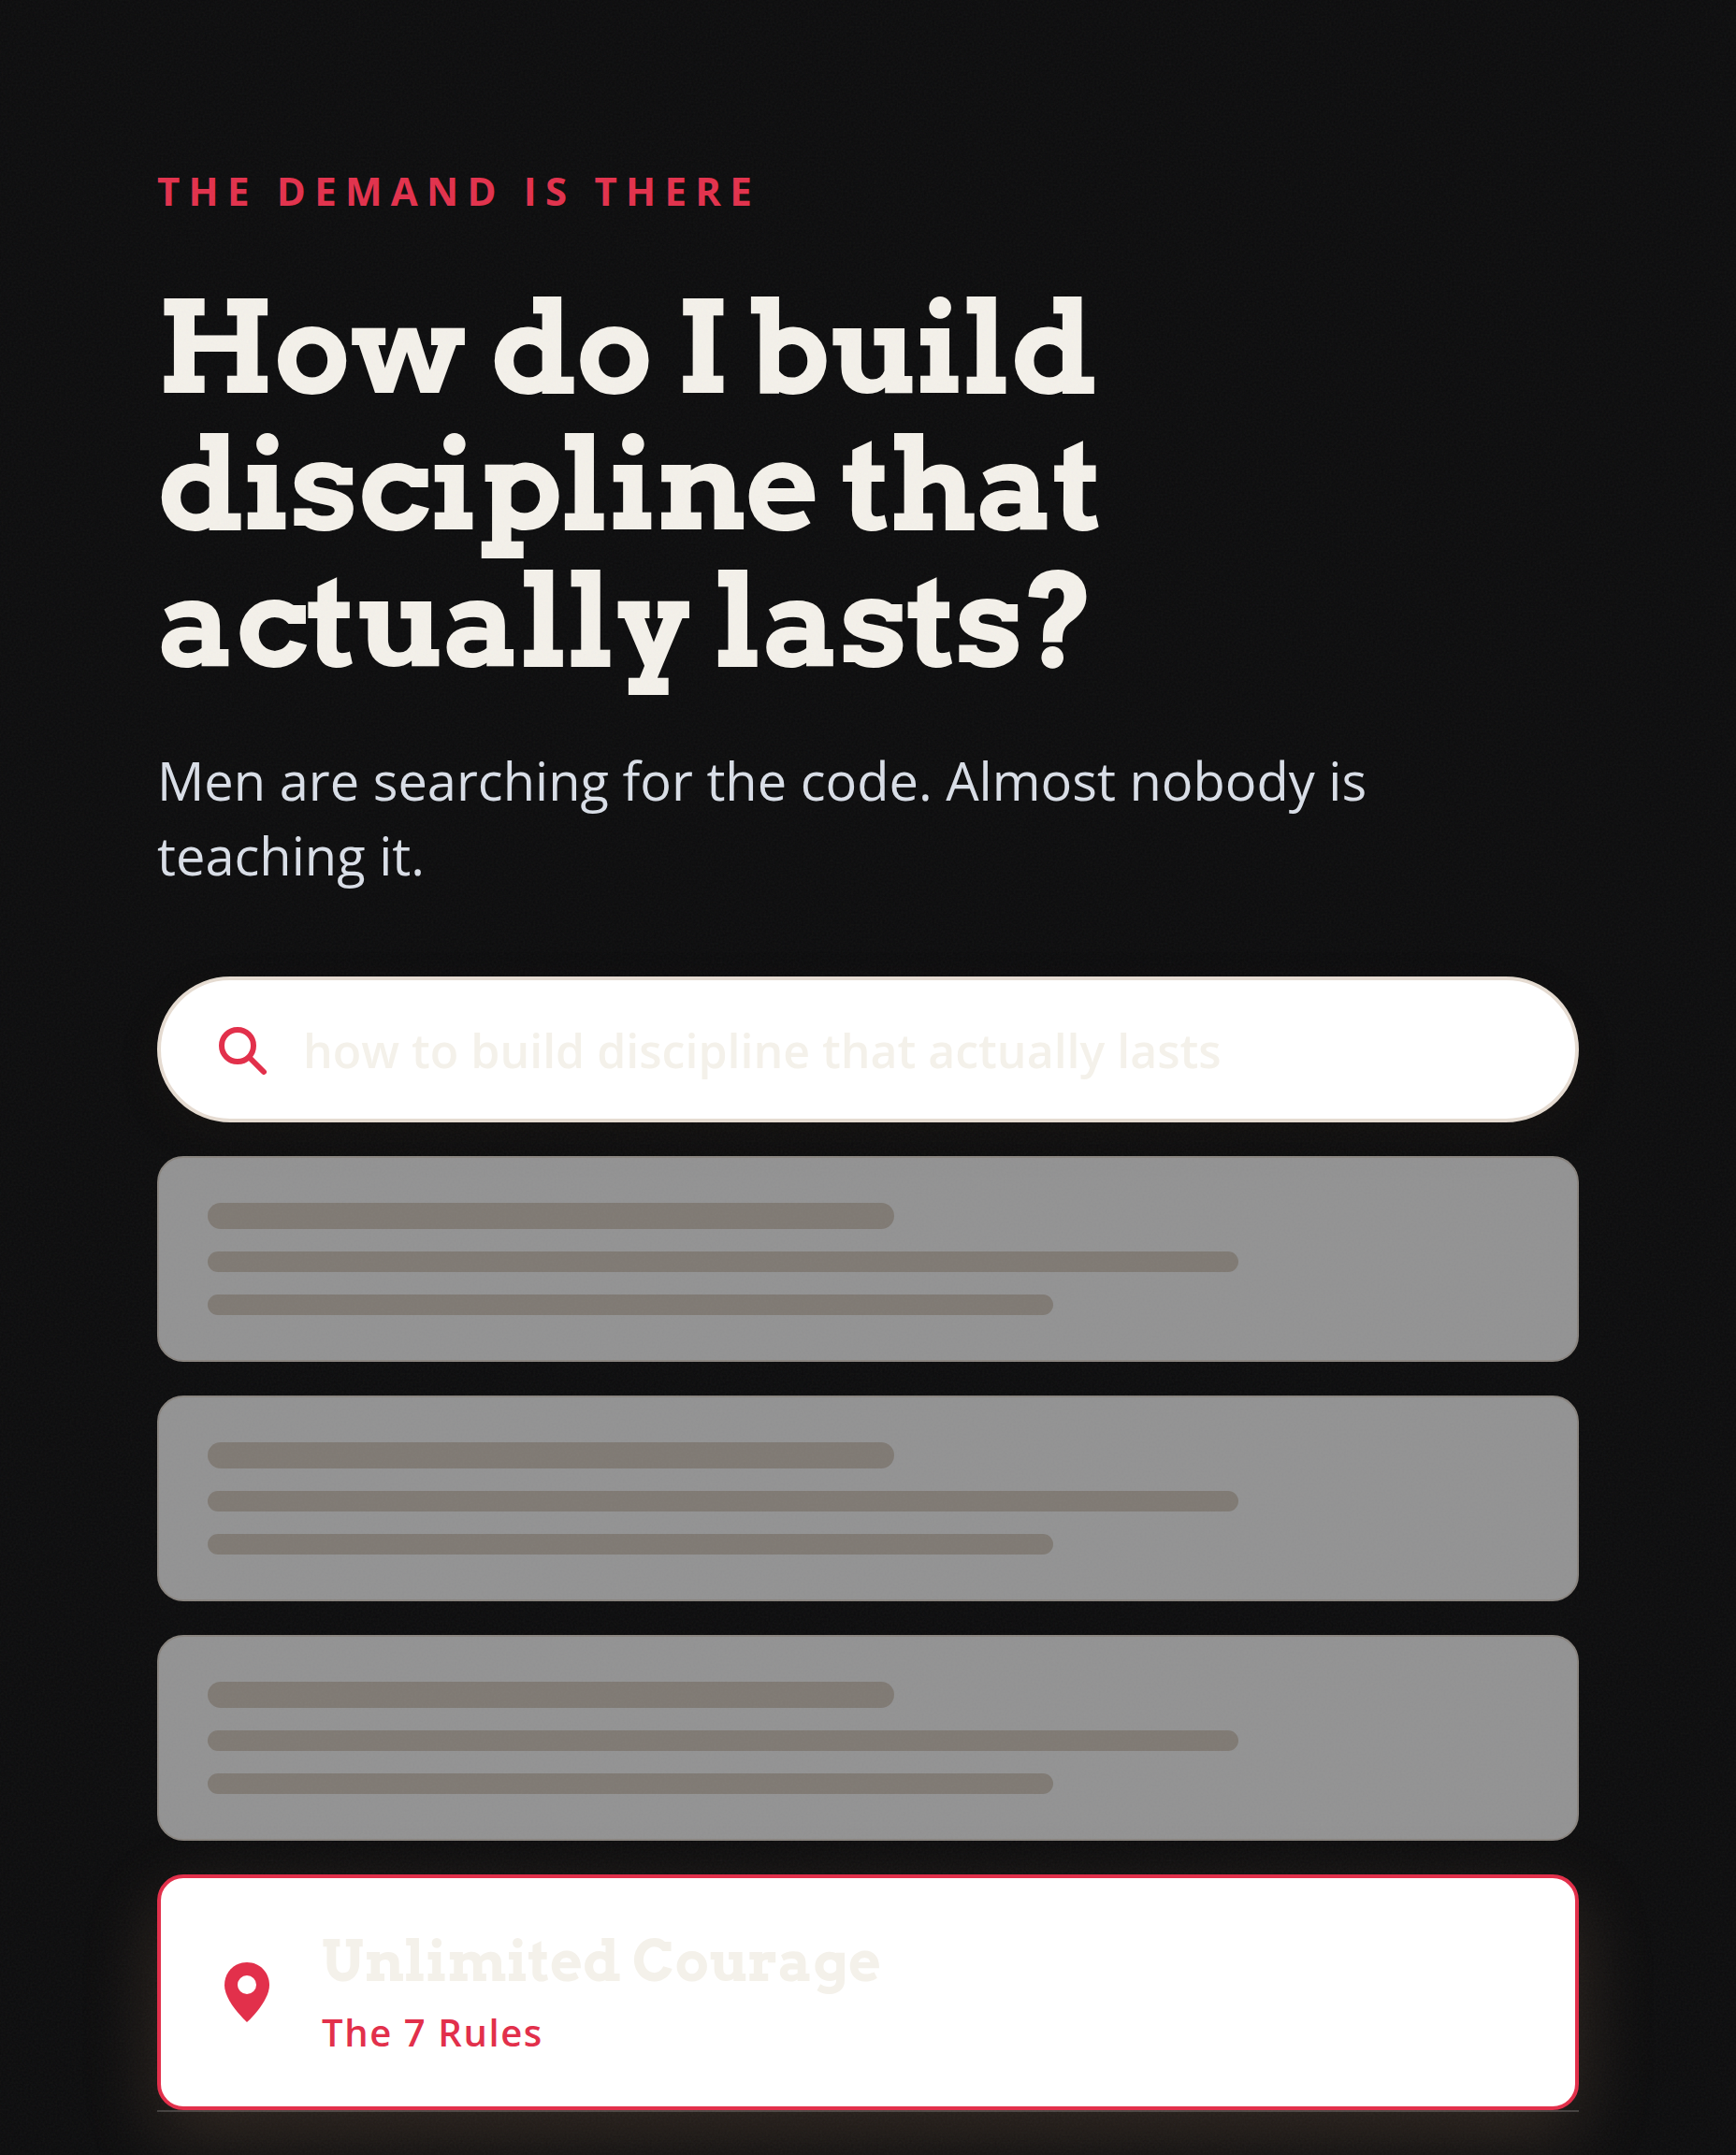 THE DEMAND IS THERE
How do I build
discipline that
actually lasts?
Men are searching for the code. Almost nobody is
teaching it.
how to build discipline that actually lasts
Unlimited Courage
The 7 Rules